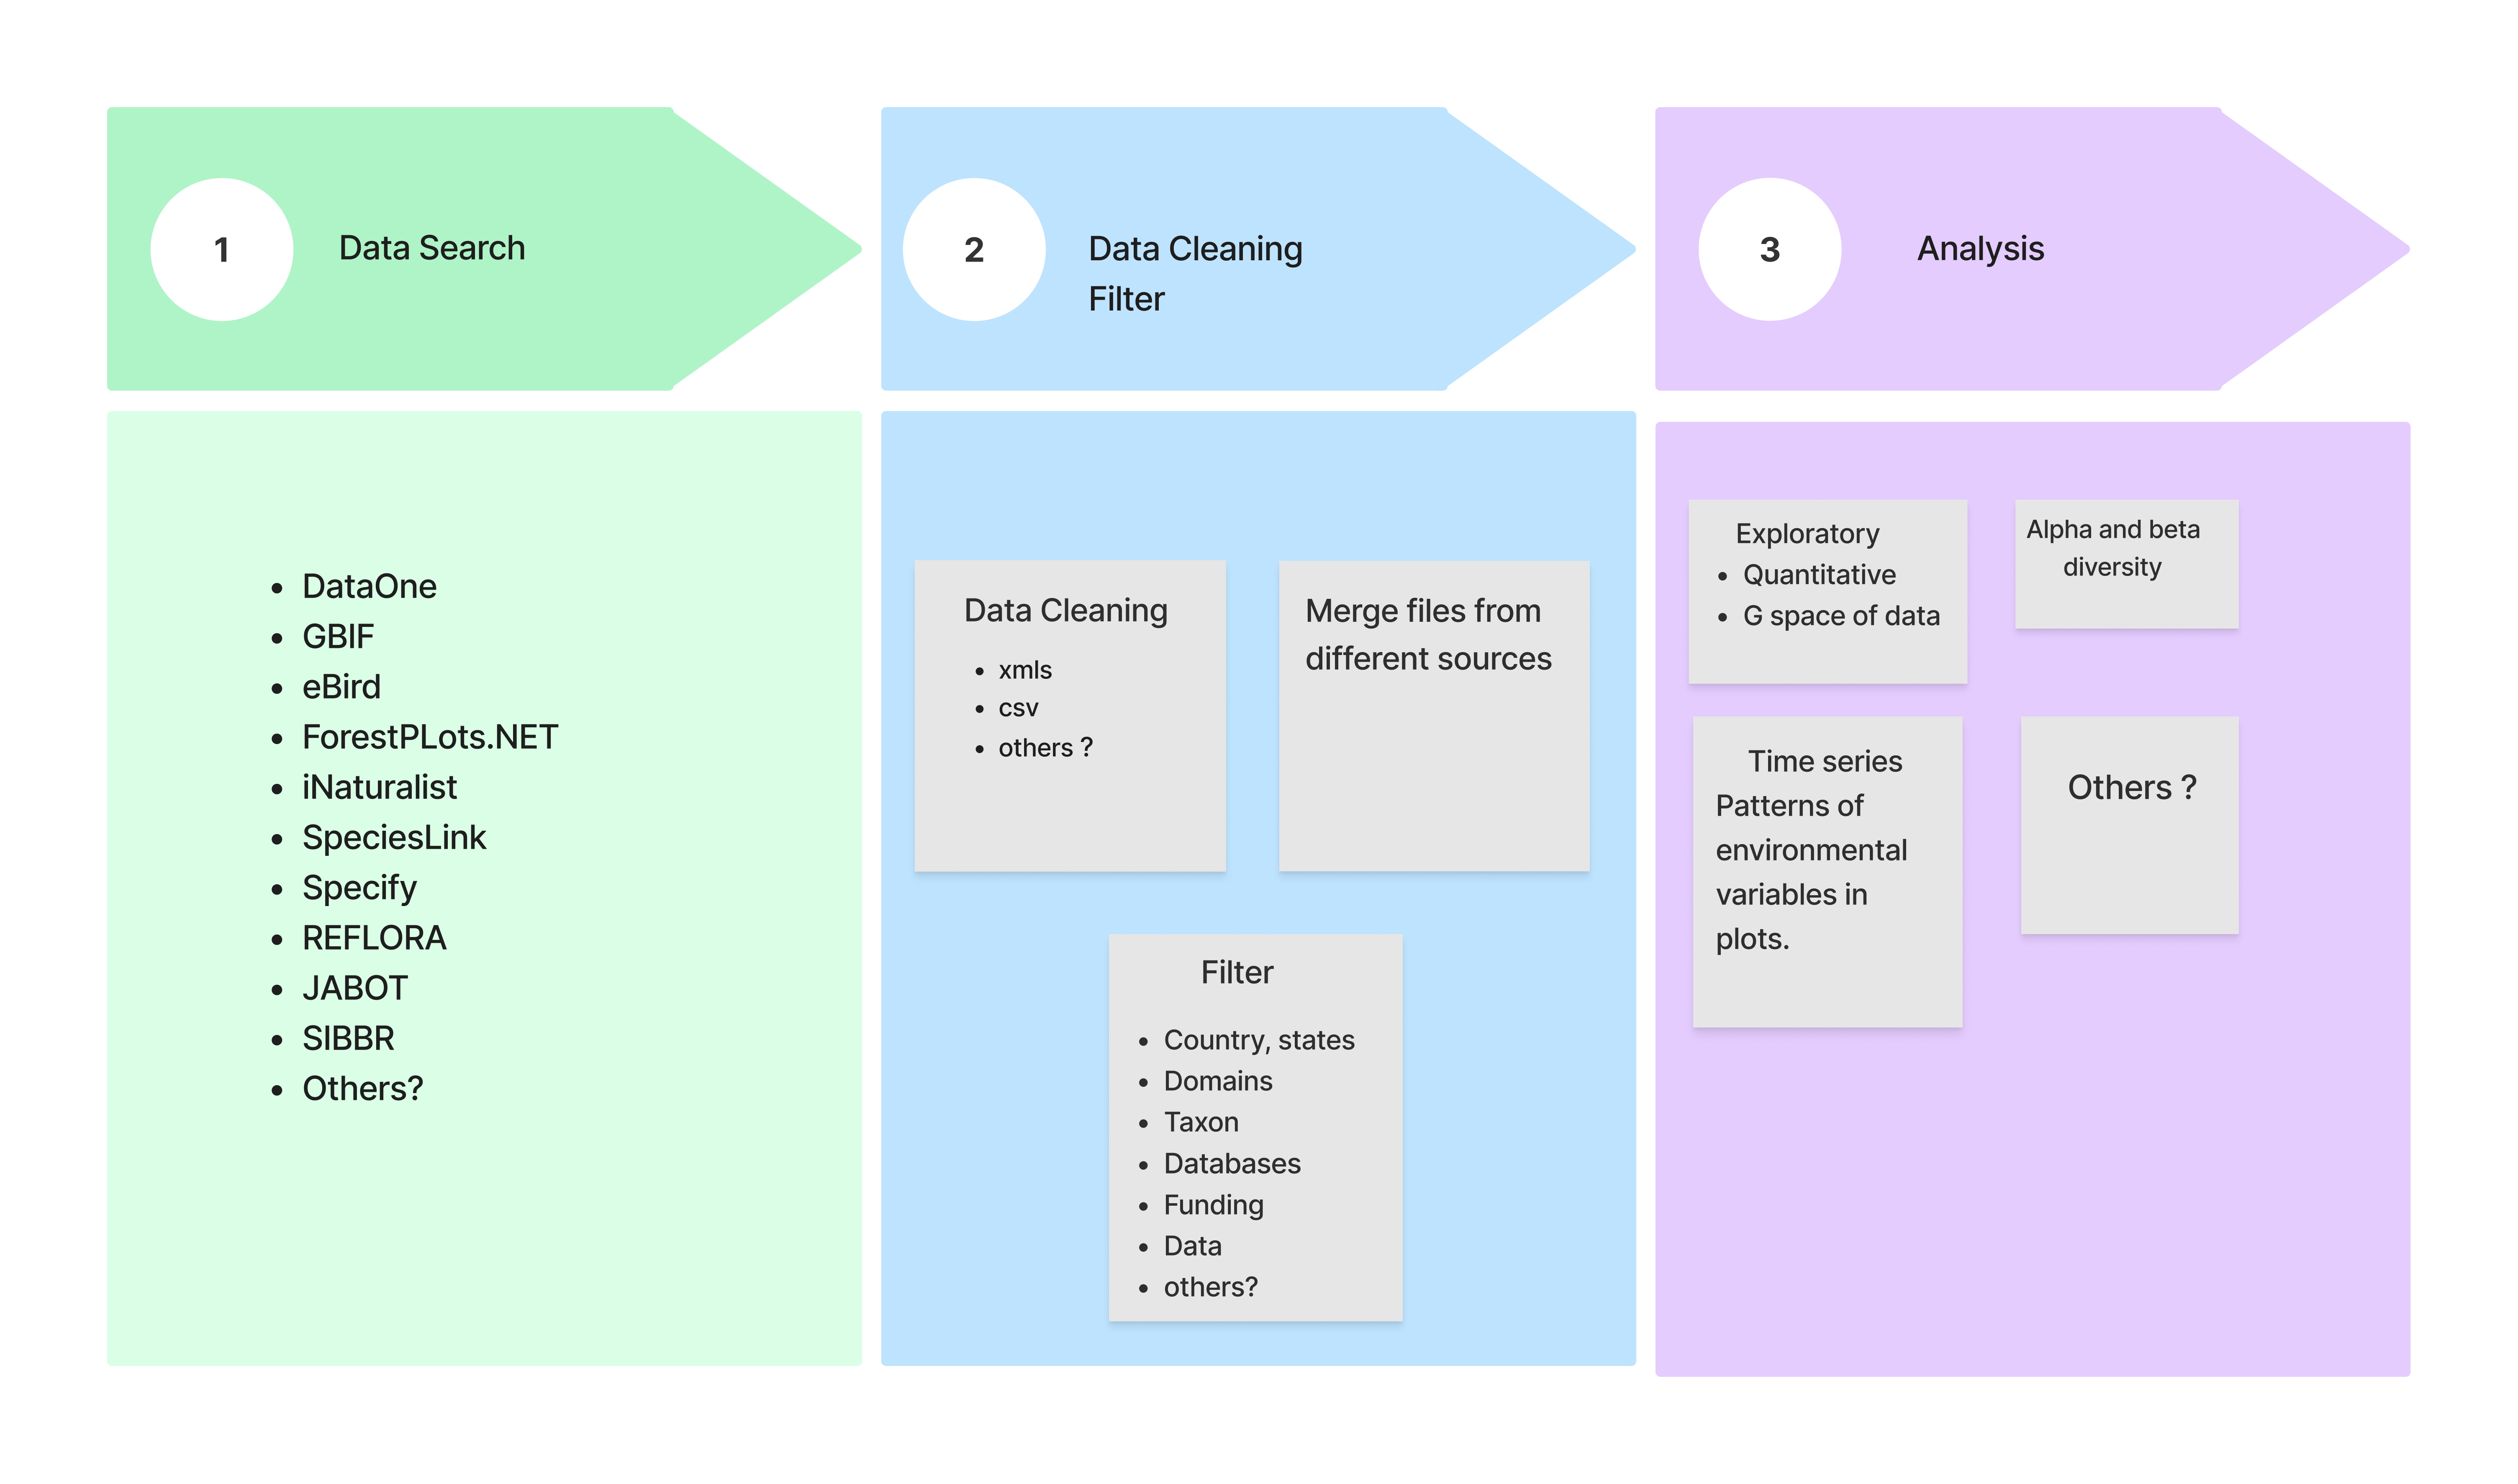 1
Data Search
2
Data Cleaning
Filter
3
Analysis
• DataOne
• GBIF
• eBird
• ForestPLots.NET
• iNaturalist
• SpeciesLink
• Specify
• REFLORA
• JABOT
• SIBBR
• Others?
Data Cleaning
• xmls
• csv
• others ?
Merge files from
different sources
Filter
• Country, states
• Domains
• Taxon
• Databases
• Funding
• Data
• others?
Exploratory
• Quantitative
• G space of data
Alpha and beta
diversity
Time series
Patterns of
environmental
variables in
plots.
Others ?